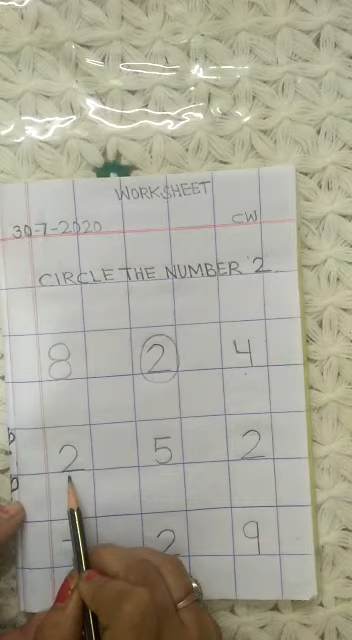 WORKSHEET
30-7-2020 CW
CIRCLE THE NUMBER '2'
8 2 4
2 5 2
2 9